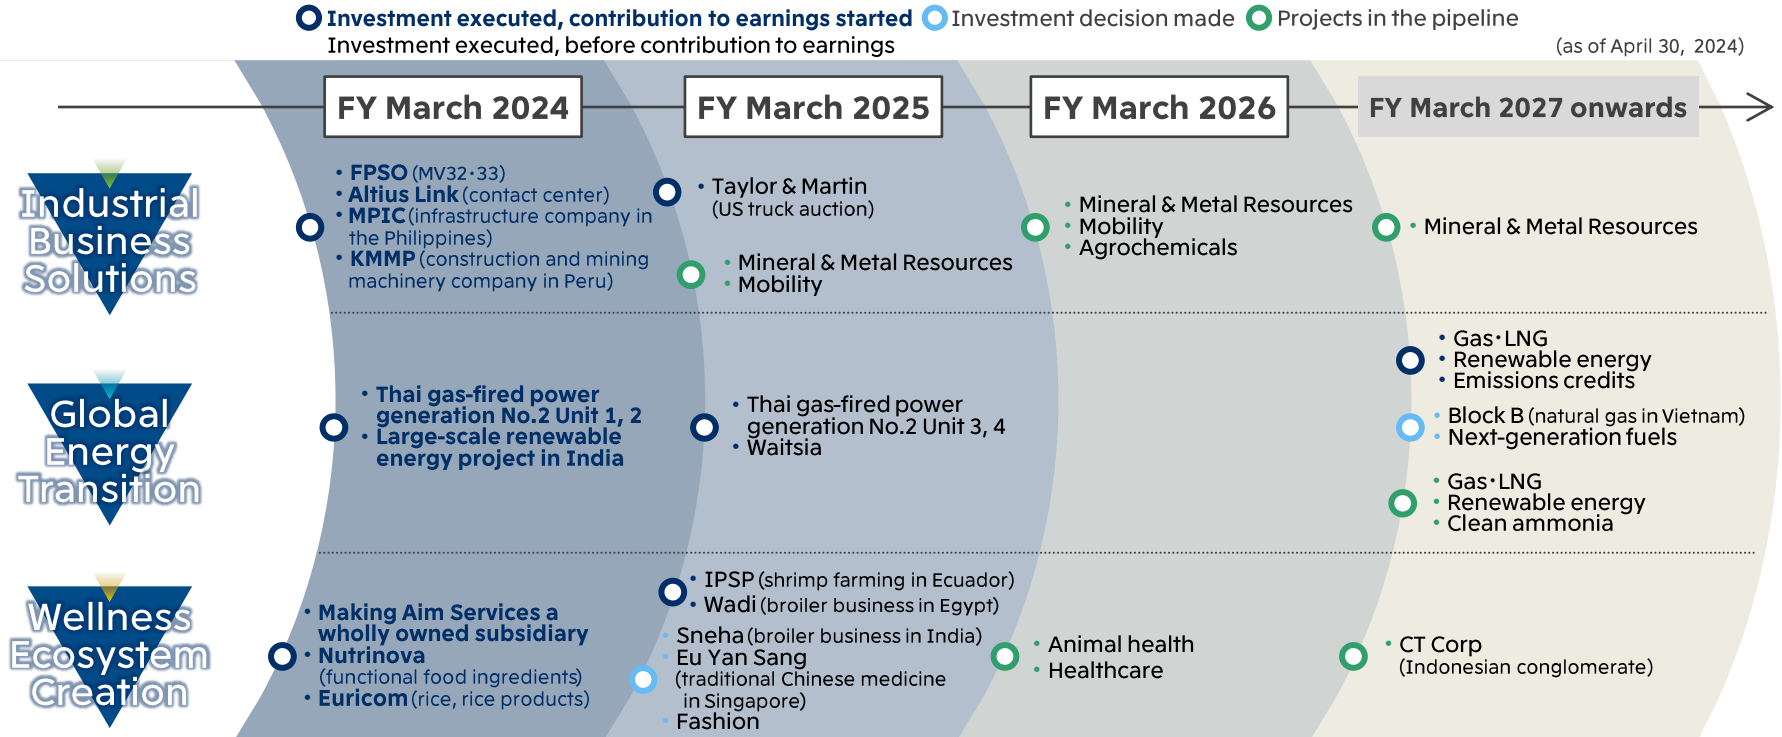 Investment executed, contribution to earnings started
Investment executed, before contribution to earnings
Investment decision made
Projects in the pipeline
(as of April 30, 2024)
FY March 2024
FY March 2025
FY March 2026
FY March 2027 onwards
Industrial
Business
Solutions
• FPSO (MV32・33)
• Altius Link (contact center)
• MPIC (infrastructure company in
the Philippines)
• KMMP (construction and mining
machinery company in Peru)
• Taylor & Martin
(US truck auction)
• Mineral & Metal Resources
• Mobility
• Mineral & Metal Resources
• Mobility
• Agrochemicals
• Mineral & Metal Resources
Global
Energy
Transition
• Thai gas-fired power
generation No.2 Unit 1, 2
• Large-scale renewable
energy project in India
• Thai gas-fired power
generation No.2 Unit 3, 4
• Waitsia
• Gas・LNG
• Renewable energy
• Emissions credits
• Block B (natural gas in Vietnam)
• Next-generation fuels
• Gas・LNG
• Renewable energy
• Clean ammonia
Wellness
Ecosystem
Creation
• Making Aim Services a
wholly owned subsidiary
• Nutrinova
(functional food ingredients)
• Euricom (rice, rice products)
• IPSP (shrimp farming in Ecuador)
• Wadi (broiler business in Egypt)
• Sneha (broiler business in India)
• Eu Yan Sang
(traditional Chinese medicine
in Singapore)
• Fashion
• Animal health
• Healthcare
• CT Corp
(Indonesian conglomerate)